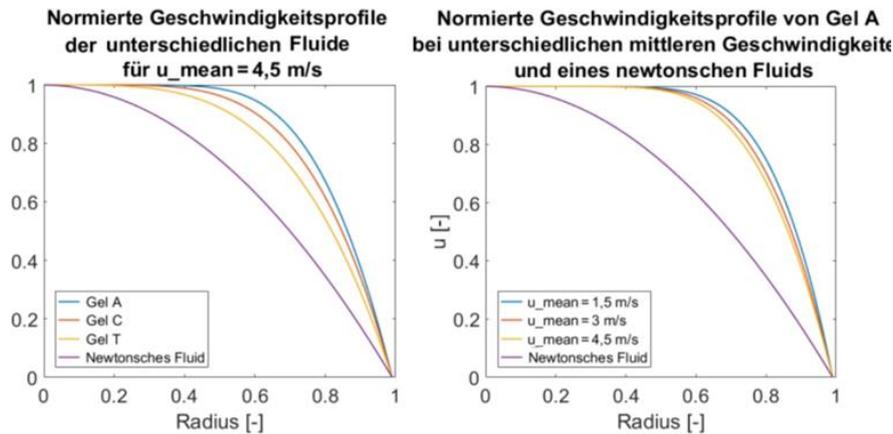 Normierte Geschwindigkeitsprofile
der unterschiedlichen Fluide
für u_mean = 4,5 m/s
1
0.8
0.6
0.4
0.2
0
Gel A
Gel C
Gel T
Newtonsches Fluid
0 0.2 0.4 0.6 0.8 1
Radius [-]
Normierte Geschwindigkeitsprofile von Gel A
bei unterschiedlichen mittleren Geschwindigkeite
und eines newtonschen Fluids
u [-]
1
0.8
0.6
0.4
0.2
0
u_mean = 1,5 m/s
u_mean = 3 m/s
u_mean = 4,5 m/s
Newtonsches Fluid
0 0.2 0.4 0.6 0.8 1
Radius [-]